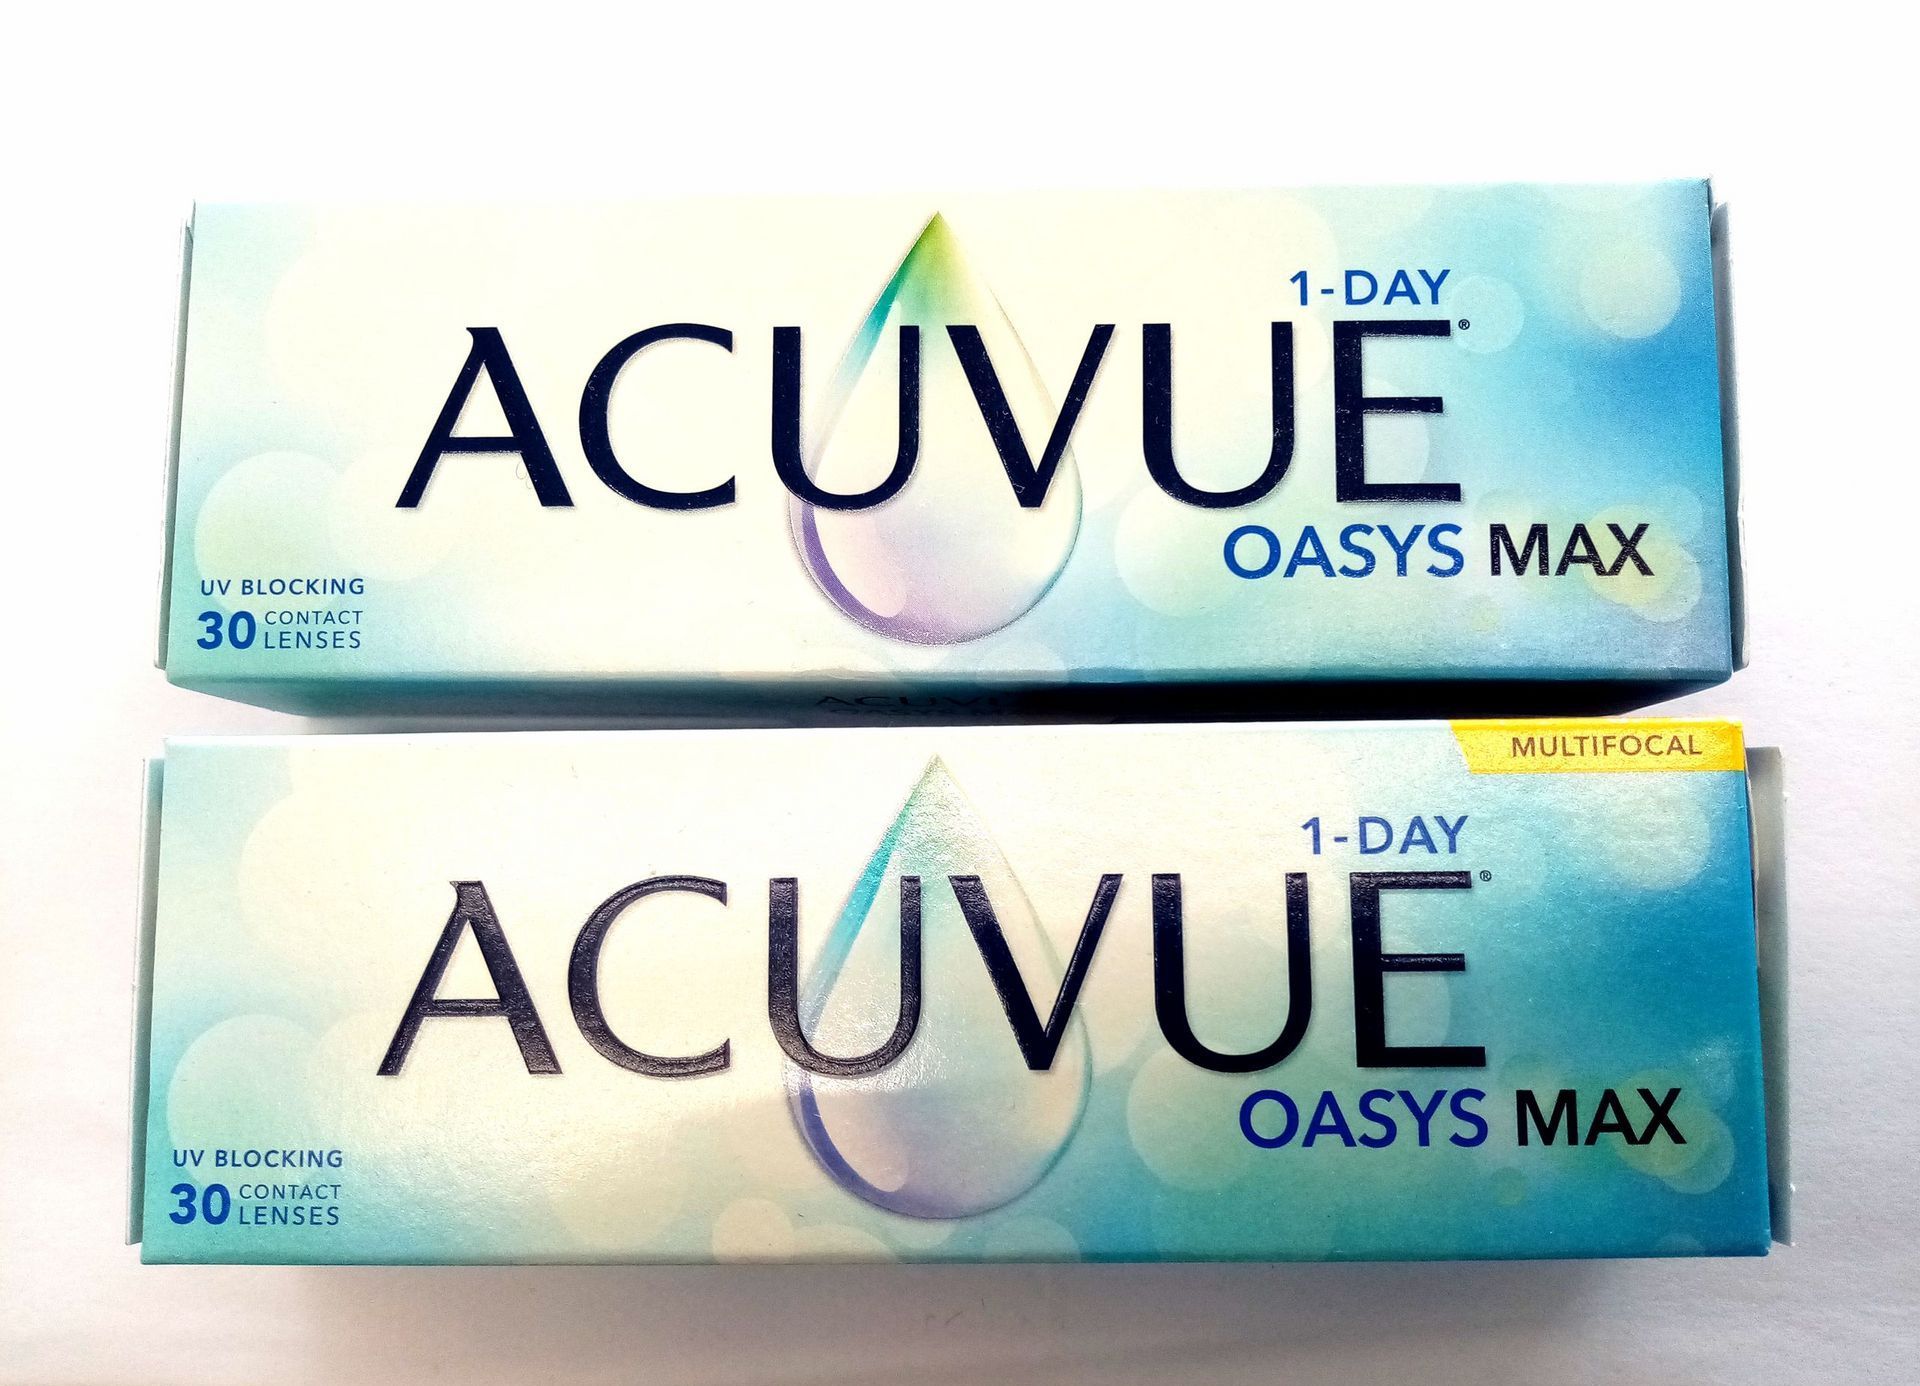 1-DAY
ACUVUE®
OASYS MAX
UV BLOCKING
30 CONTACT
LENSES
ACUVUE
MULTIFOCAL
1-DAY
ACUVUE®
OASYS MAX
UV BLOCKING
30 CONTACT
LENSES